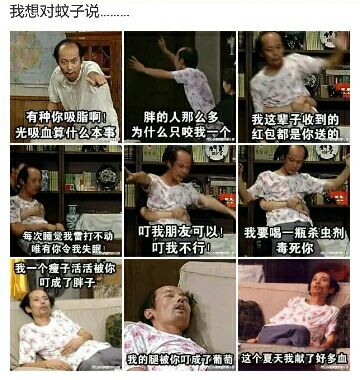 我想对蚊子说………
有种你吸脂啊!
光吸血算什么本事
胖的人那么多
为什么只咬我一个
我这辈子收到的
红包都是你送的
每次睡觉我雷打不动
唯有你令我失眠!
叮我朋友可以!
叮我不行!
我要喝一瓶杀虫剂
毒死你
我一个瘦子活活被你
叮成了胖子
我的腿被你叮成了葡萄
这个夏天我献了好多血